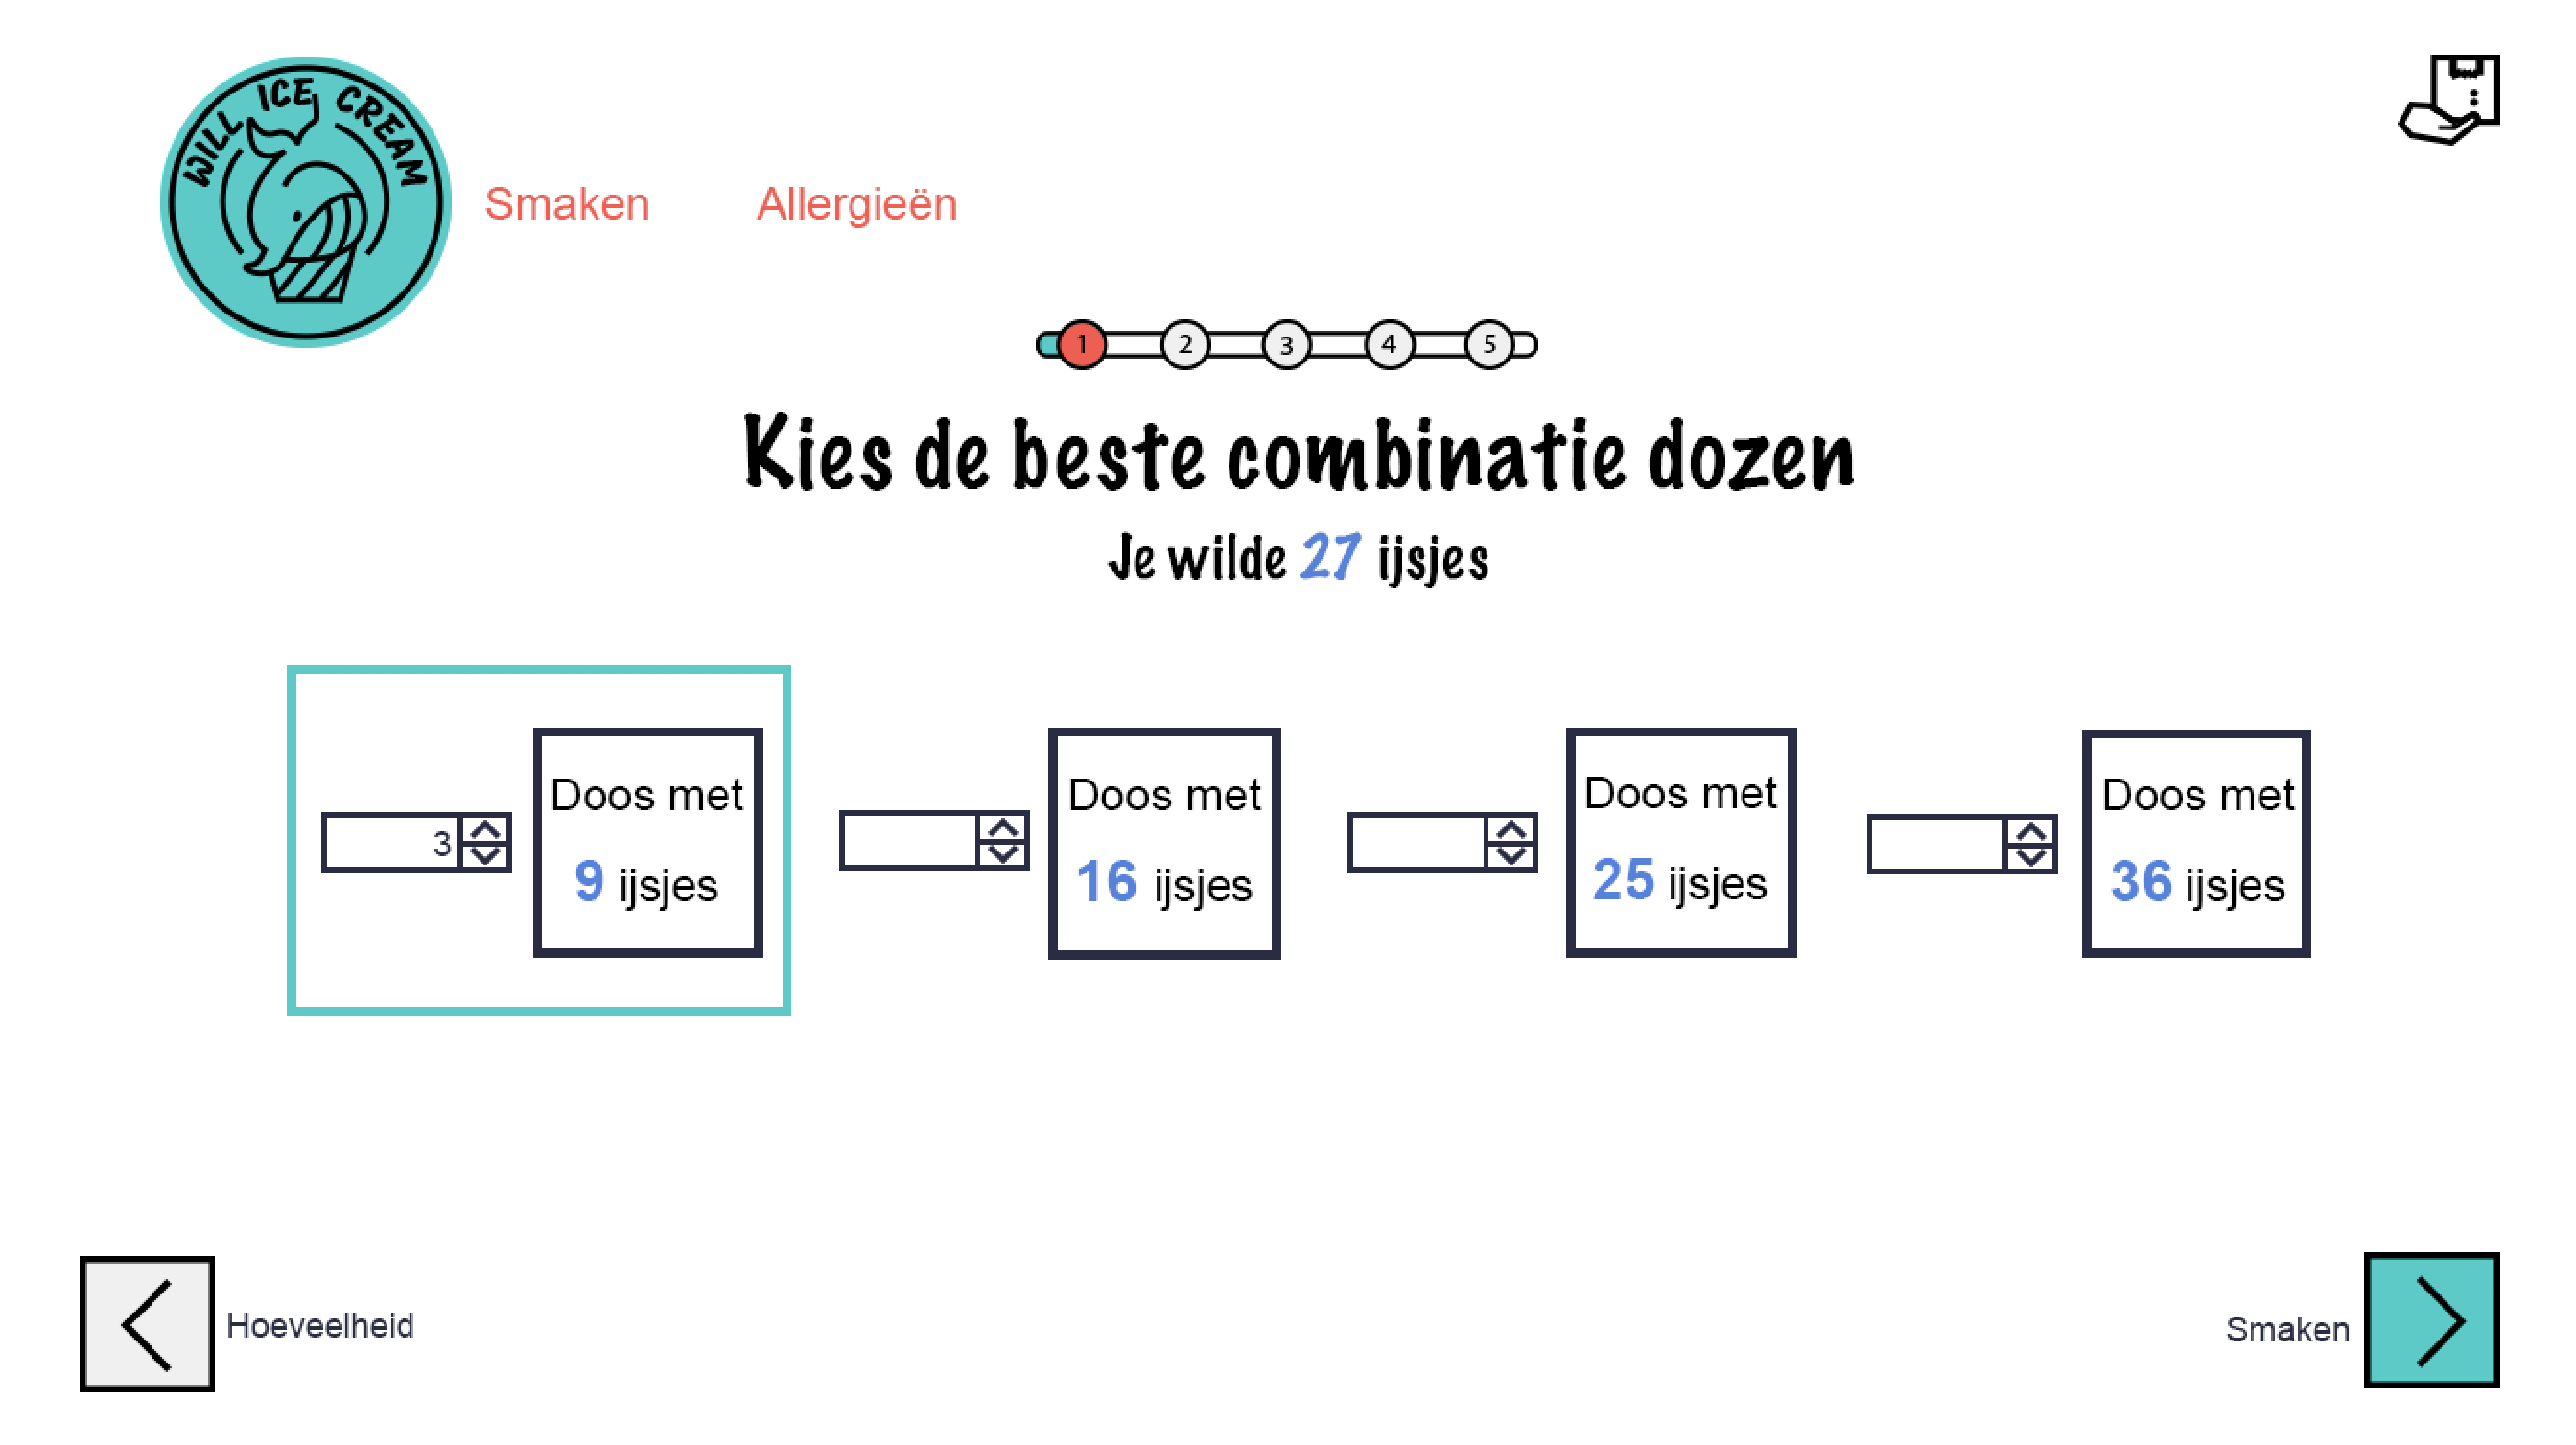 WILL ICE CREAM
Smaken
Allergieën
1 2 3 4 5
Kies de beste combinatie dozen
Je wilde 27 ijsjes
3
Doos met
9 ijsjes
Doos met
16 ijsjes
Doos met
25 ijsjes
Doos met
36 ijsjes
Hoeveelheid
Smaken